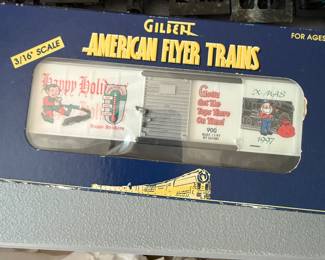 GILBERT
AMERICAN FLYER TRAINS
3/16" SCALE
FOR AGES
Happy Holi
Gotta
Get The
Toys There
On Time!
900
X-MAS
1997